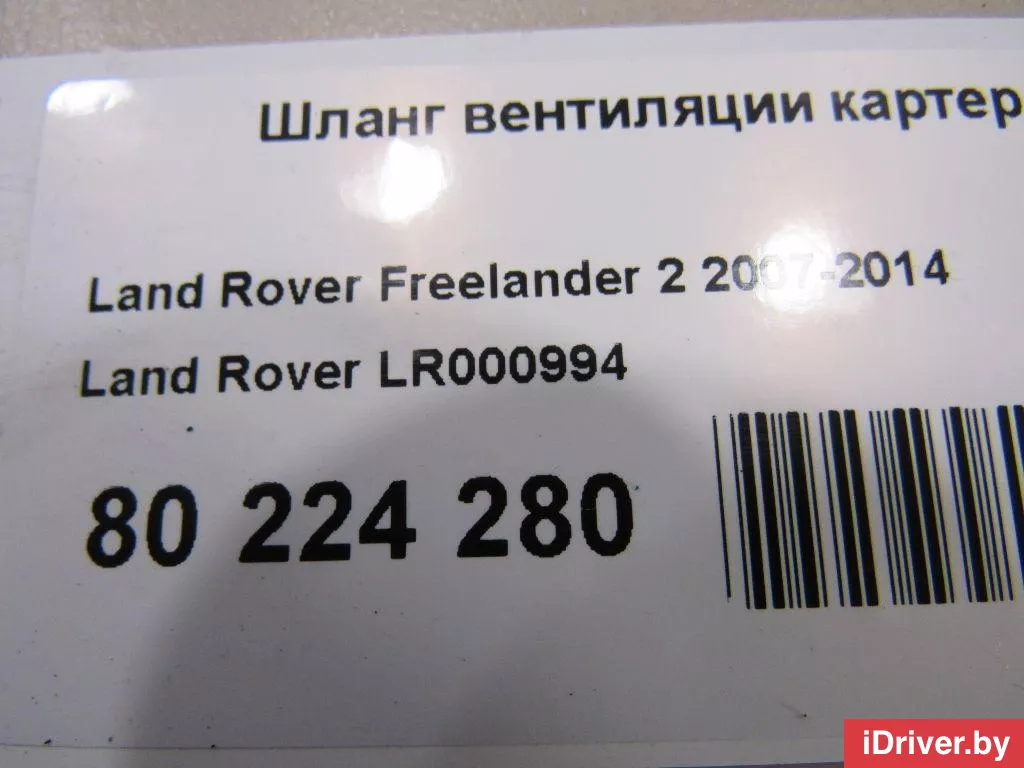 Шланг вентиляции картер
Land Rover Freelander 2 2007-2014
Land Rover LR000994
80 224 280
iDriver.by